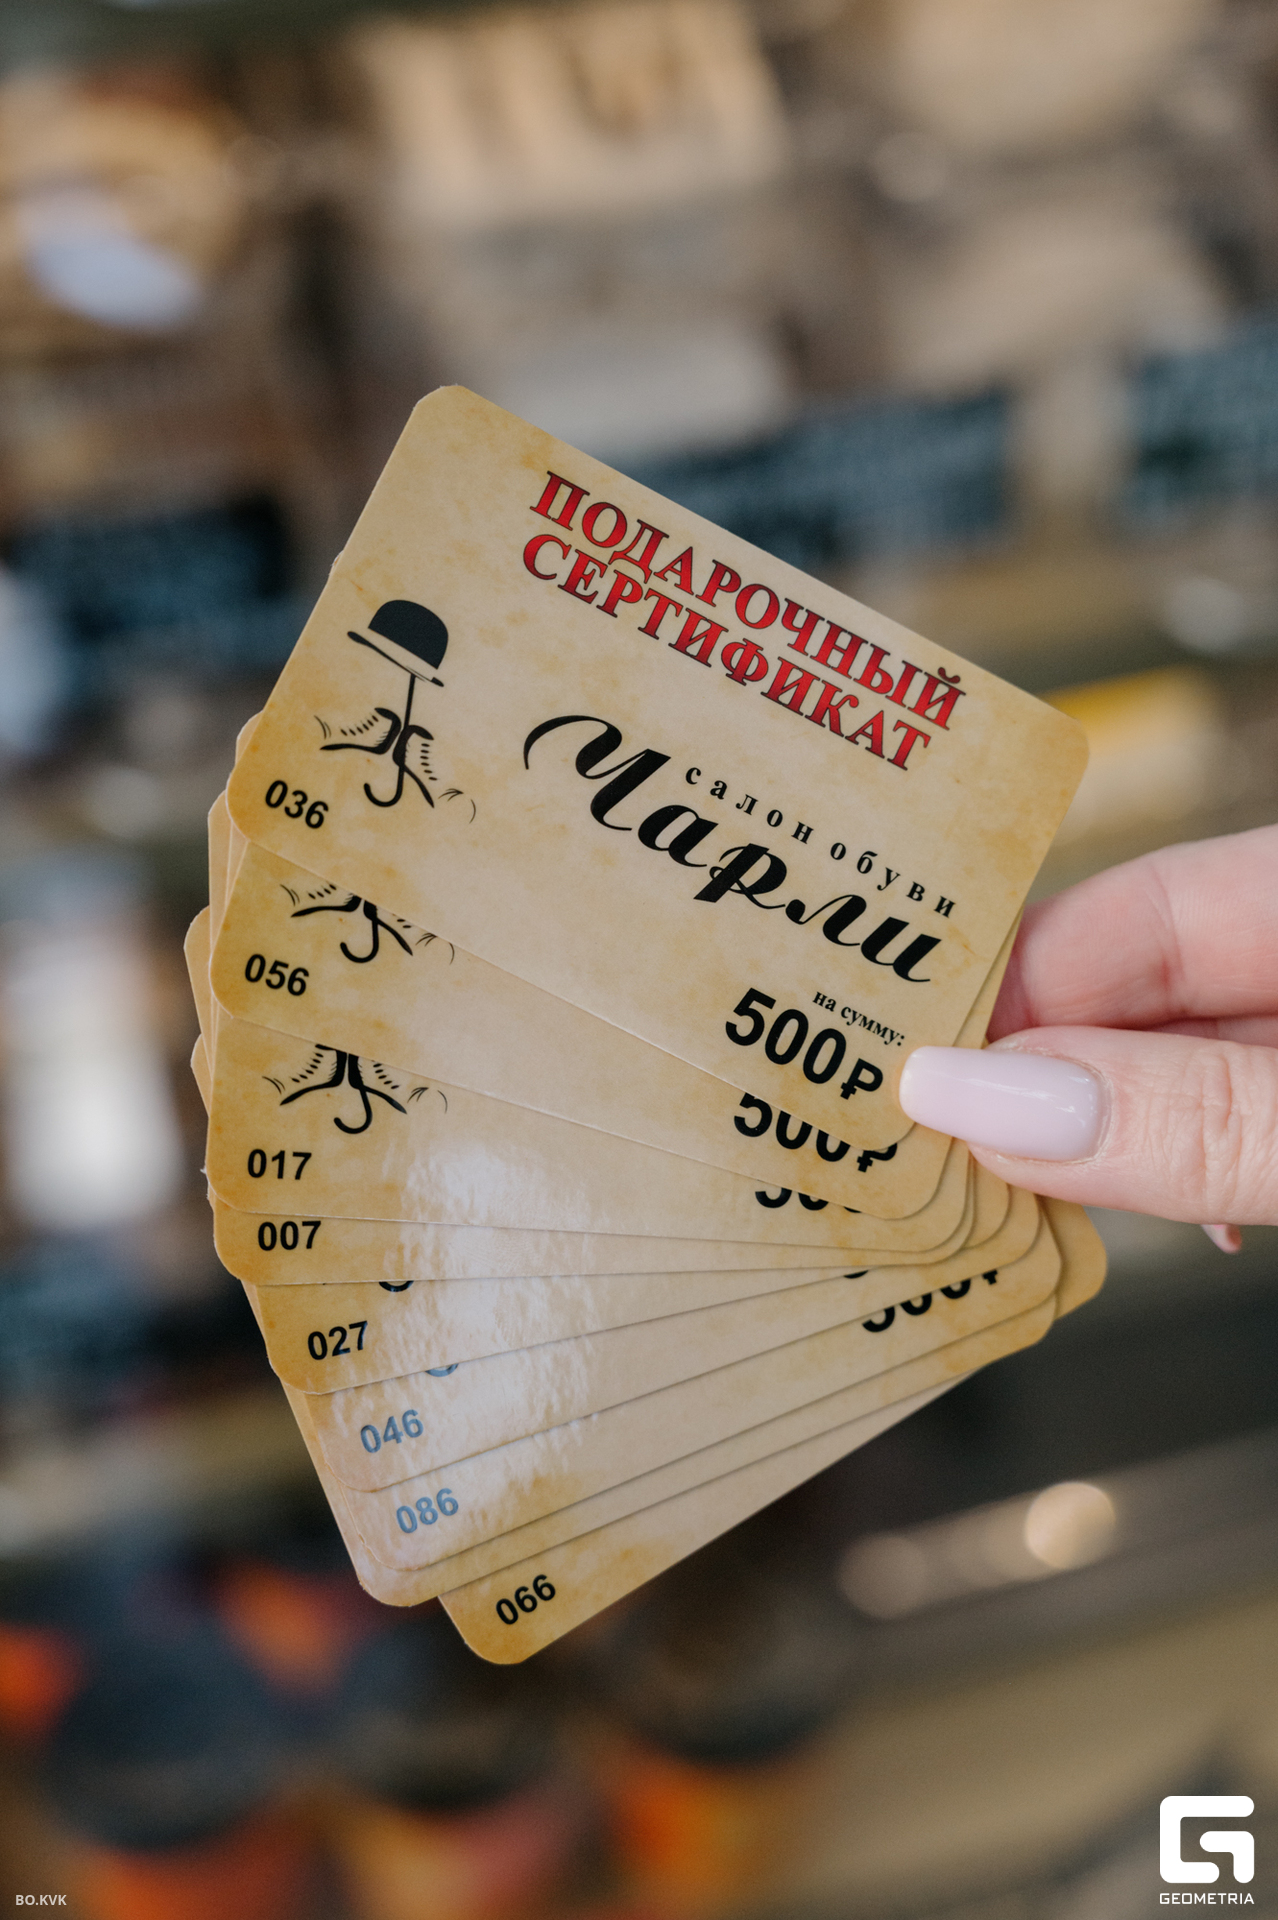 ПОДАРОЧНЫЙ
СЕРТИФИКАТ
салон обуви
Чарли
на сумму:
500₽
036
500₽
056
017
007
027
046
086
066
BO.KVK
GEOMETRIA